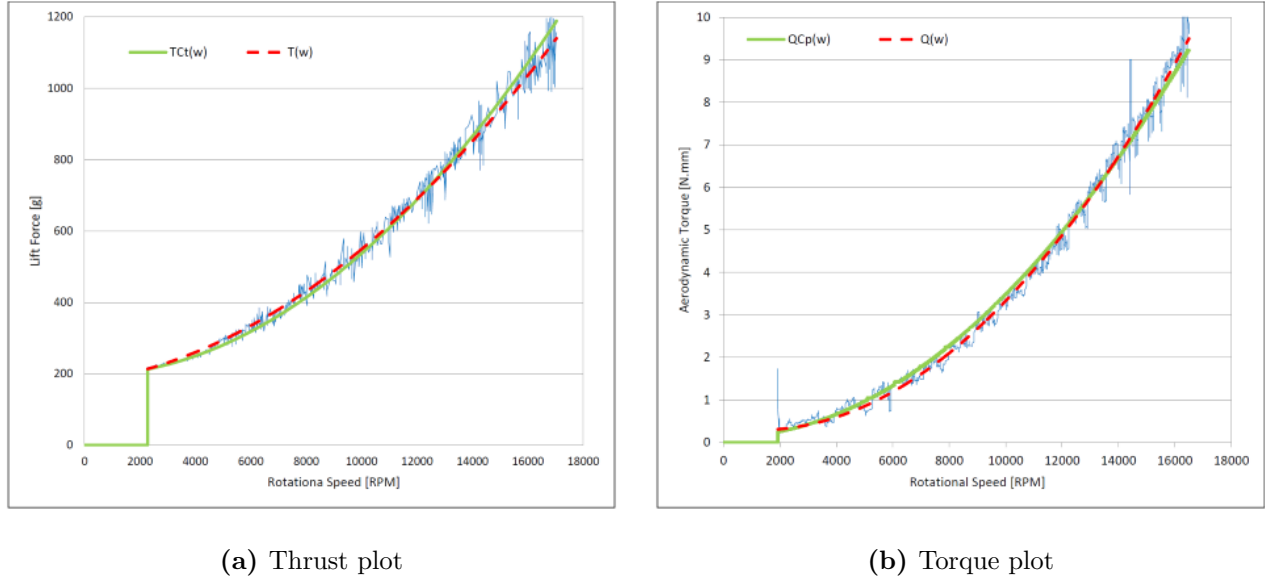 1200
1000
800
600
400
200
0
Lift Force [g]
TCt(w) T(w)
0 2000 4000 6000 8000 10000 12000 14000 16000 18000
Rotationa Speed [RPM]
(a) Thrust plot
10
9
8
7
6
5
4
3
2
1
0
Aerodynamic Torque [N.mm]
QCp(w) Q(w)
0 2000 4000 6000 8000 10000 12000 14000 16000 18000
Rotational Speed [RPM]
(b) Torque plot